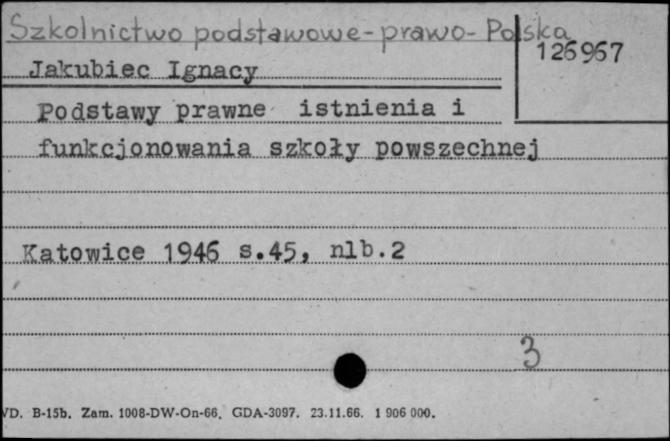 Szkolnictwo podstawowe - prawo - Polska
126967
Jakubiec Ignacy
Podstawy prawne istnienia i
funkcjonowania szkoły powszechnej
Katowice 1946 s.45, nlb.2
3
VD. B-15b. Zam. 1008-DW-On-66. GDA-3097. 23.11.66. 1 906 000.